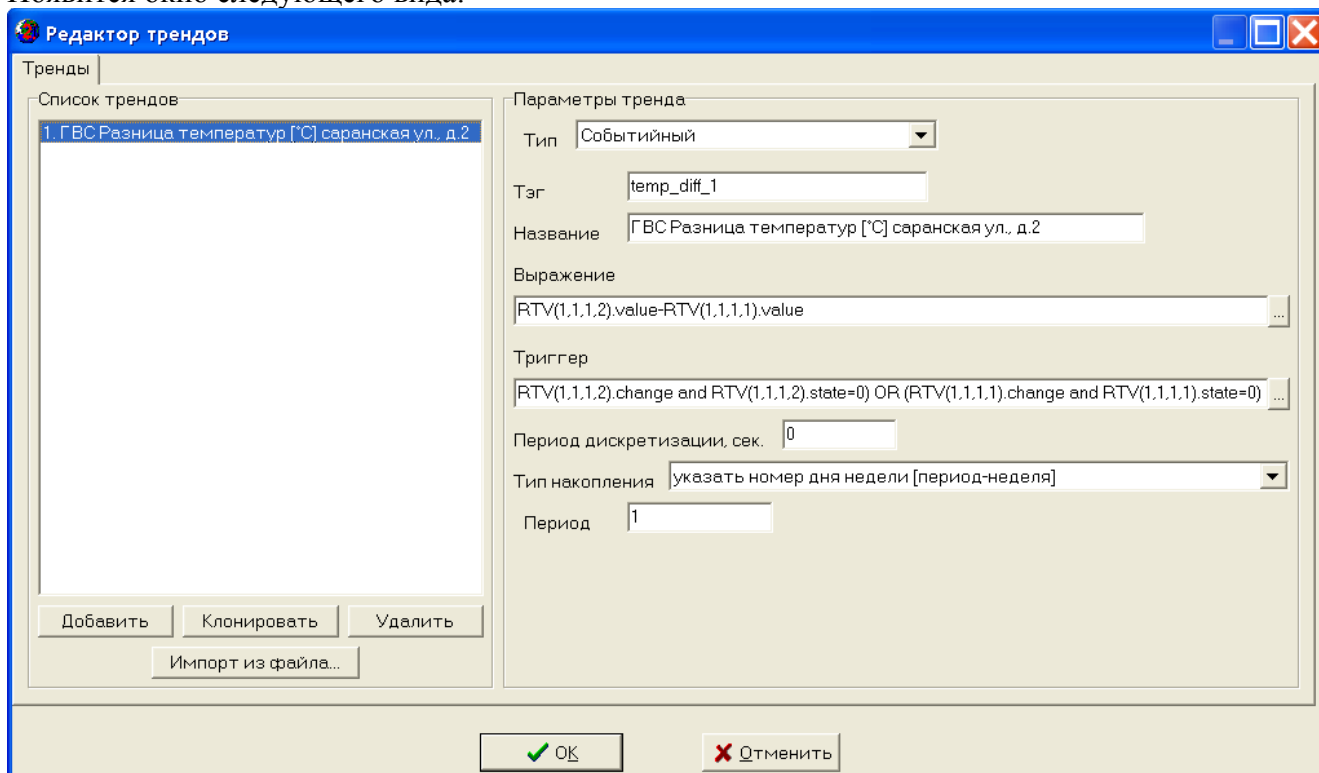 Появится окно следующего вида:
Редактор трендов
Тренды
Список трендов
1. ГВС Разница температур [°C] саранская ул., д.2
Добавить
Клонировать
Удалить
Импорт из файла...
Параметры тренда
Тип
Событийный
Тэг
temp_diff_1
Название
ГВС Разница температур [°C] саранская ул., д.2
Выражение
RTV(1,1,1,2).value-RTV(1,1,1,1).value
...
Триггер
RTV(1,1,1,2).change and RTV(1,1,1,2).state=0) OR (RTV(1,1,1,1).change and RTV(1,1,1,1).state=0)
...
Период дискретизации, сек.
0
Тип накопления
указать номер дня недели [период-неделя]
Период
1
OK
Отменить